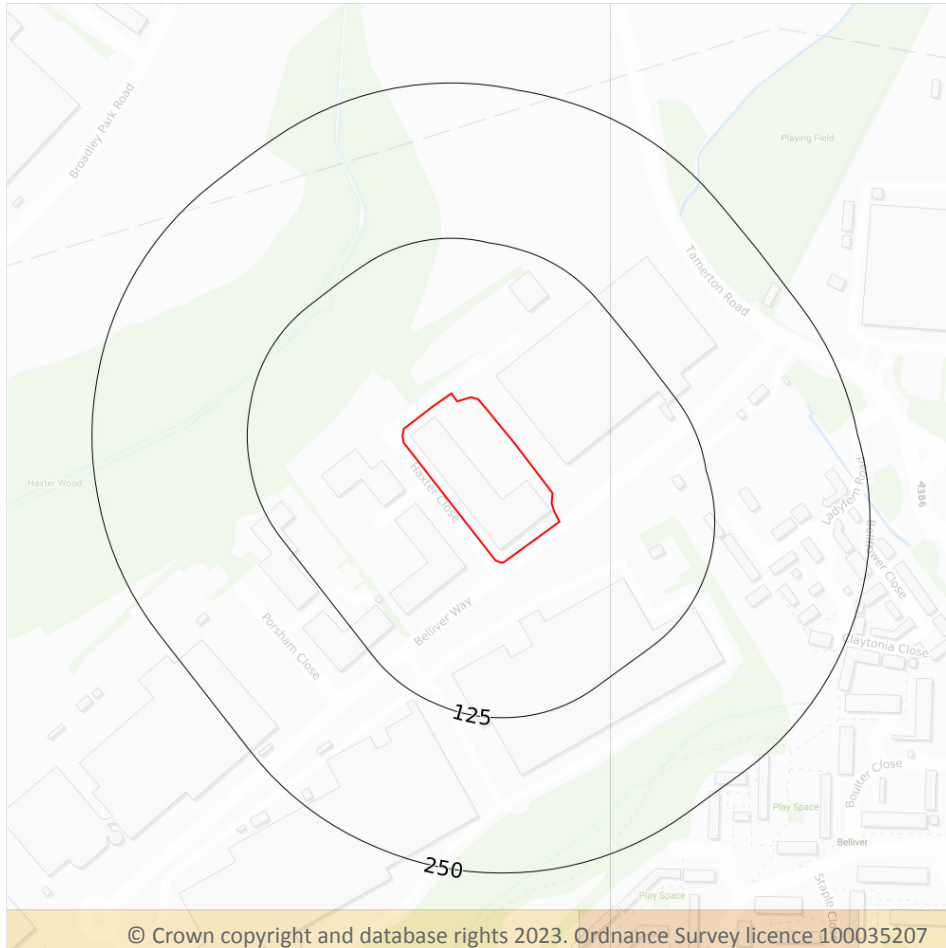 Broadley Park Road
Playing Field
Tamerton Road
Haxter Wood
Haxter Close
Ladyfern Road
4386
Bellflower Close
Belliver Way
Porsham Close
Claytonia Close
125
Boulter Close
Play Space
Belliver
250
Play Space
© Crown copyright and database rights 2023. Ordnance Survey licence 100035207